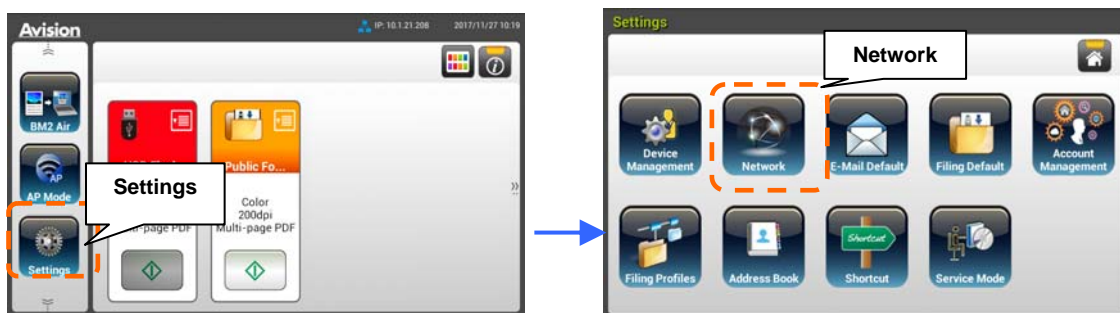 Avision
IP: 10.1.21.208 2017/11/27 10:19
BM2 Air
Public Fo...
AP
AP Mode
Settings
Color
200dpi
Multi-page PDF
Settings
Settings
Network
Device
Management
Network
E-Mail Default
Filing Default
Account
Management
Shortcut
Filing Profiles
Address Book
Shortcut
Service Mode